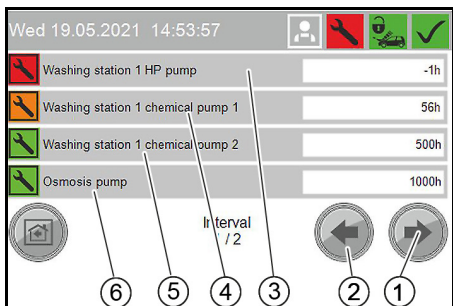 Wed 19.05.2021 14:53:57
Washing station 1 HP pump -1h
Washing station 1 chemical pump 1 56h
Washing station 1 chemical pump 2 500h
Osmosis pump 1000h
Interval
/ 2
6 5 4 3 2 1